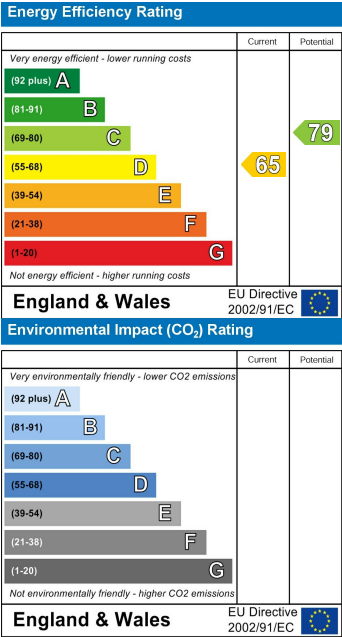 Energy Efficiency Rating
Current Potential
Very energy efficient - lower running costs
(92 plus) A
(81-91) B
(69-80) C
79
(55-68) D
65
(39-54) E
(21-38) F
(1-20) G
Not energy efficient - higher running costs
England & Wales
EU Directive
2002/91/EC
Environmental Impact (CO₂) Rating
Current Potential
Very environmentally friendly - lower CO2 emissions
(92 plus) A
(81-91) B
(69-80) C
(55-68) D
(39-54) E
(21-38) F
(1-20) G
Not environmentally friendly - higher CO2 emissions
England & Wales
EU Directive
2002/91/EC